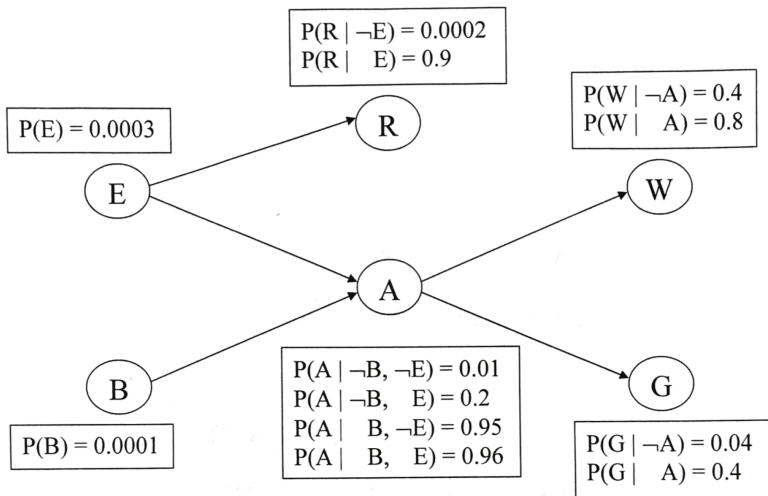 P(R | ¬E) = 0.0002
P(R | E) = 0.9
P(E) = 0.0003
R
P(W | ¬A) = 0.4
P(W | A) = 0.8
E
W
A
B
P(B) = 0.0001
P(A | ¬B, ¬E) = 0.01
P(A | ¬B, E) = 0.2
P(A | B, ¬E) = 0.95
P(A | B, E) = 0.96
G
P(G | ¬A) = 0.04
P(G | A) = 0.4